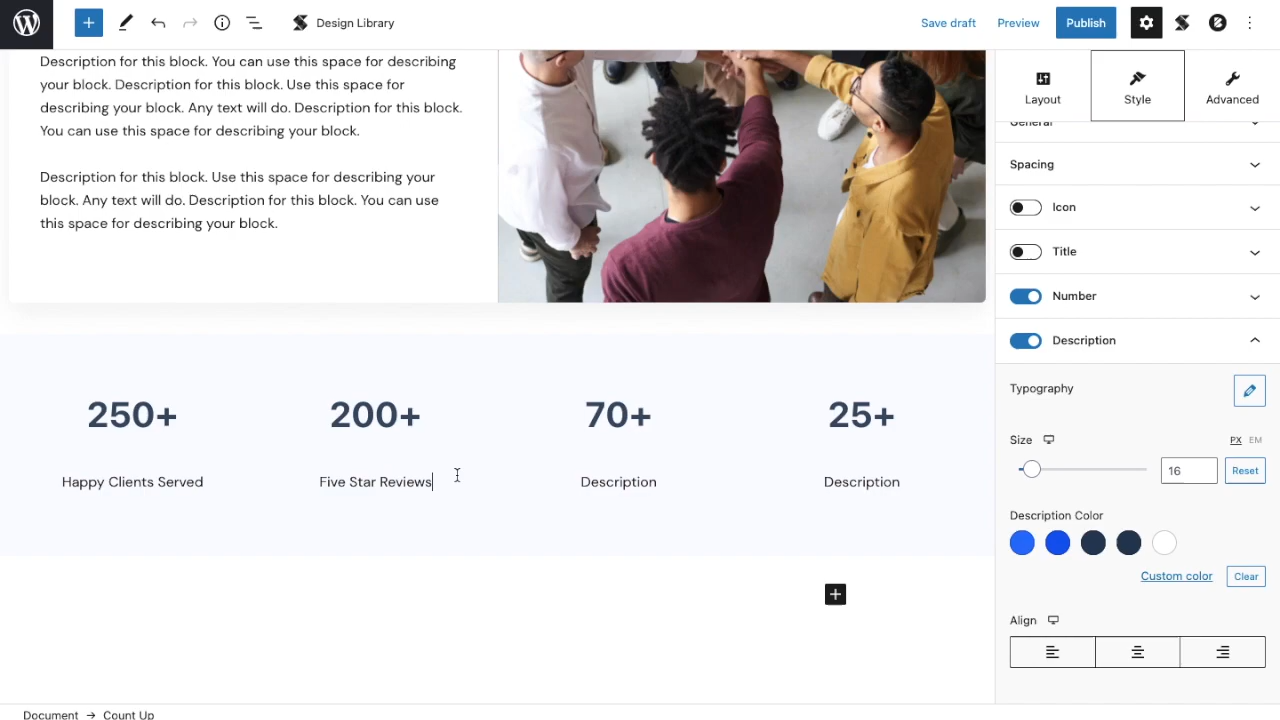 Design Library
Save draft
Preview
Publish
Description for this block. You can use this space for describing
your block. Description for this block. Use this space for
describing your block. Any text will do. Description for this block.
You can use this space for describing your block.
Description for this block. Use this space for describing your
block. Any text will do. Description for this block. You can use
this space for describing your block.
250+
200+
70+
25+
Happy Clients Served
Five Star Reviews
Description
Description
Layout
Style
Advanced
General
Spacing
Icon
Title
Number
Description
Typography
Size
PX
EM
16
Reset
Description Color
Custom color
Clear
Align
Document → Count Up